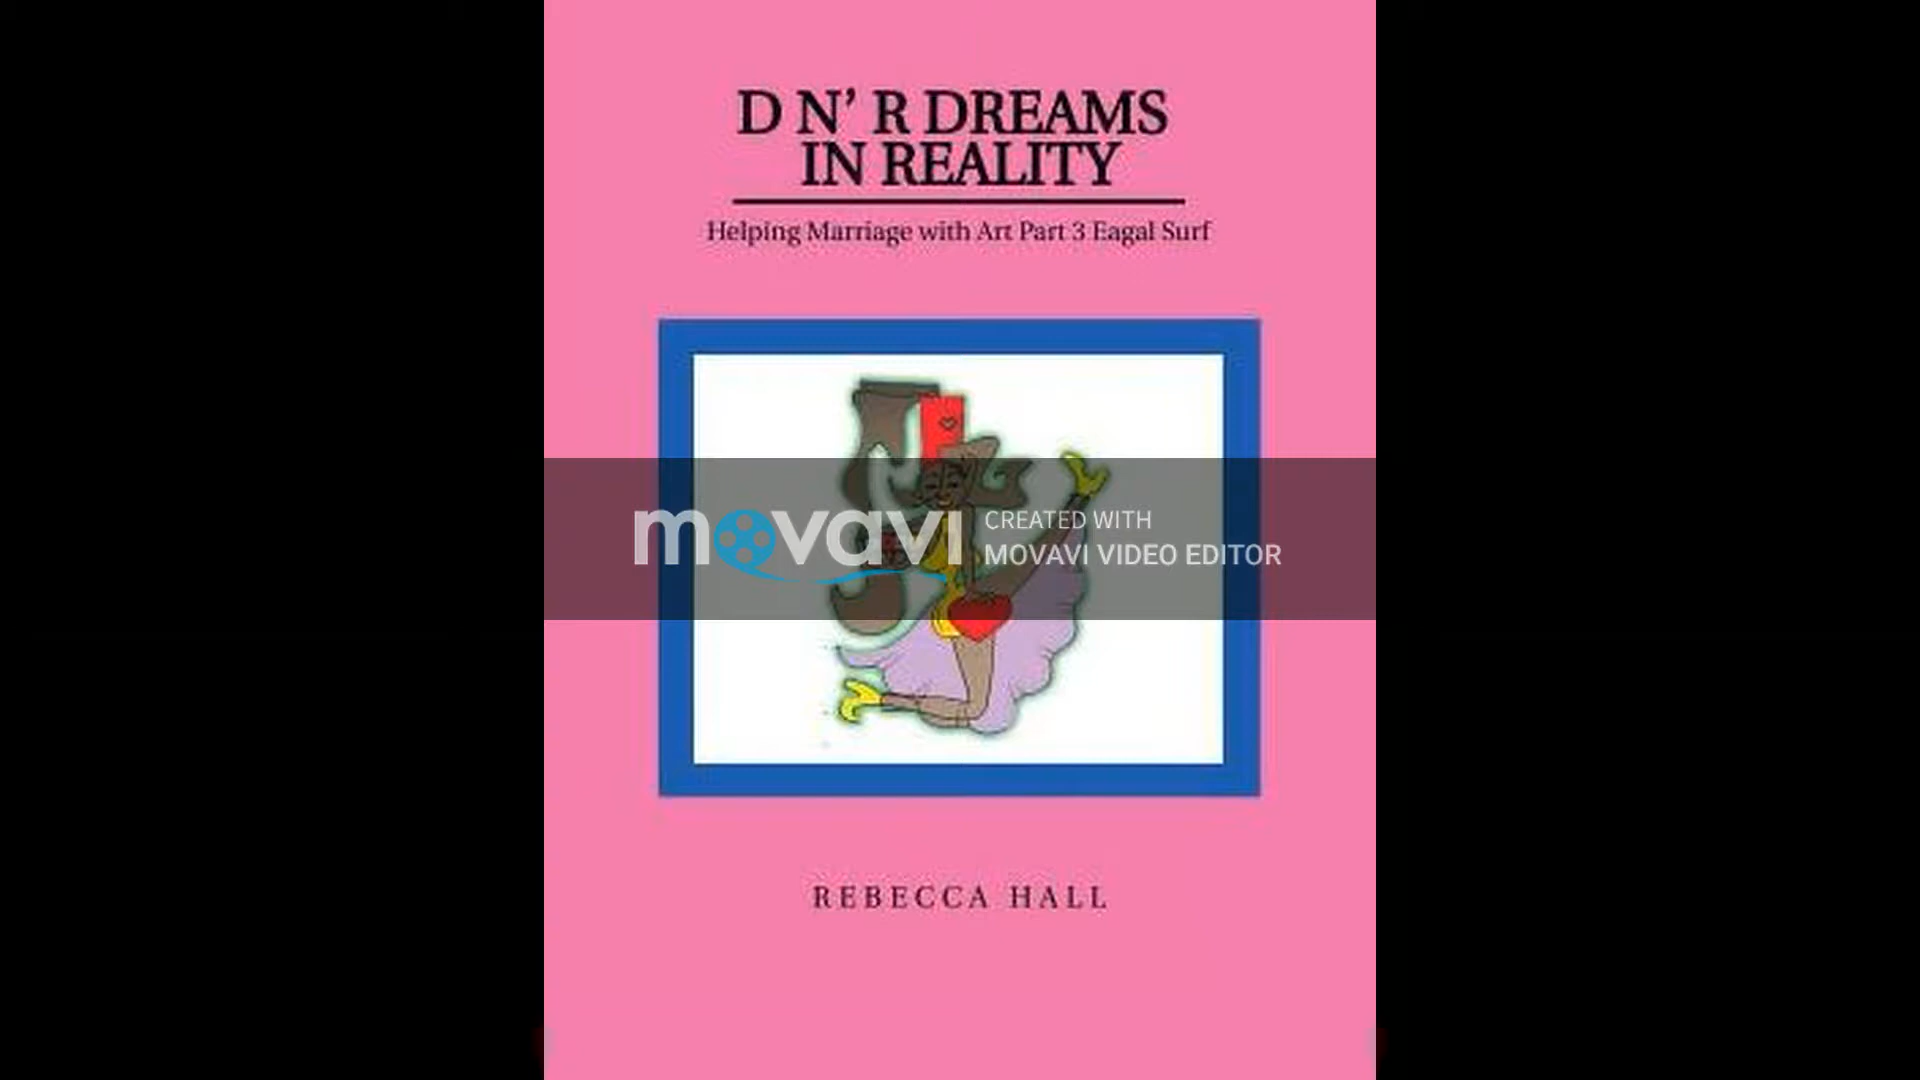 D N’ R DREAMS
IN REALITY
Helping Marriage with Art Part 3 Eagal Surf
movavi
CREATED WITH
MOVAVI VIDEO EDITOR
REBECCA HALL